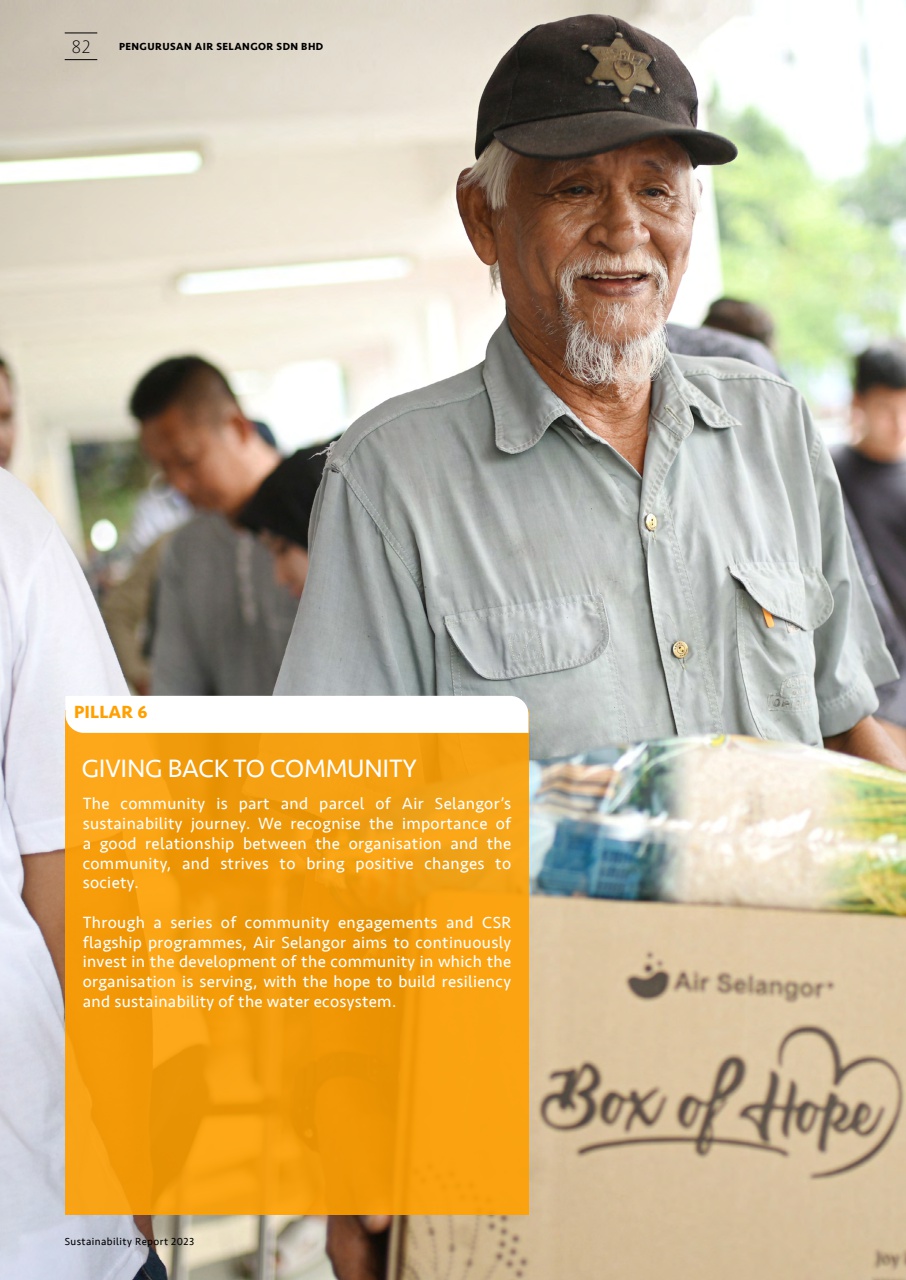 82
PENGURUSAN AIR SELANGOR SDN BHD
PILLAR 6
GIVING BACK TO COMMUNITY
The community is part and parcel of Air Selangor’s
sustainability journey. We recognise the importance of
a good relationship between the organisation and the
community, and strives to bring positive changes to
society.
Through a series of community engagements and CSR
flagship programmes, Air Selangor aims to continuously
invest in the development of the community in which the
organisation is serving, with the hope to build resiliency
and sustainability of the water ecosystem.
Air Selangor
Box of Hope
Joy
Sustainability Report 2023